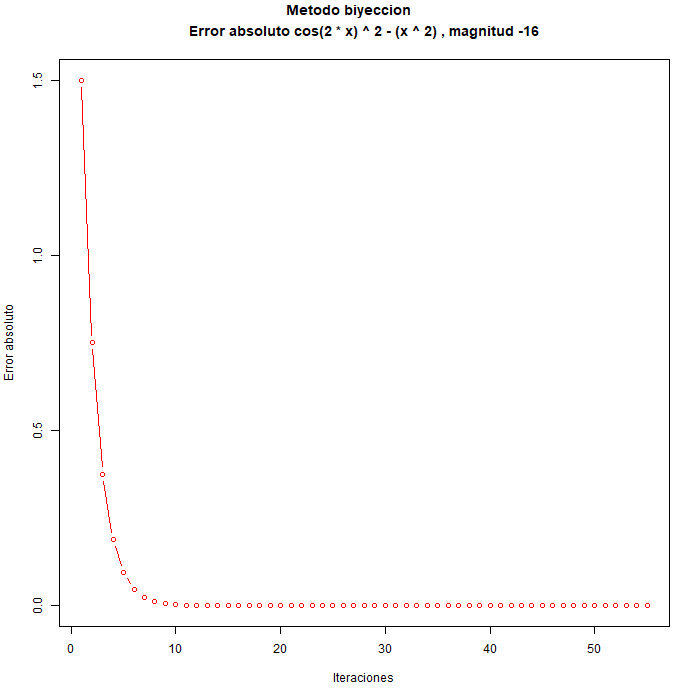 Metodo biyeccion
Error absoluto cos(2 * x) ^ 2 - (x ^ 2) , magnitud -16
Error absoluto
1.5
1.0
0.5
0.0
0 10 20 30 40 50
Iteraciones